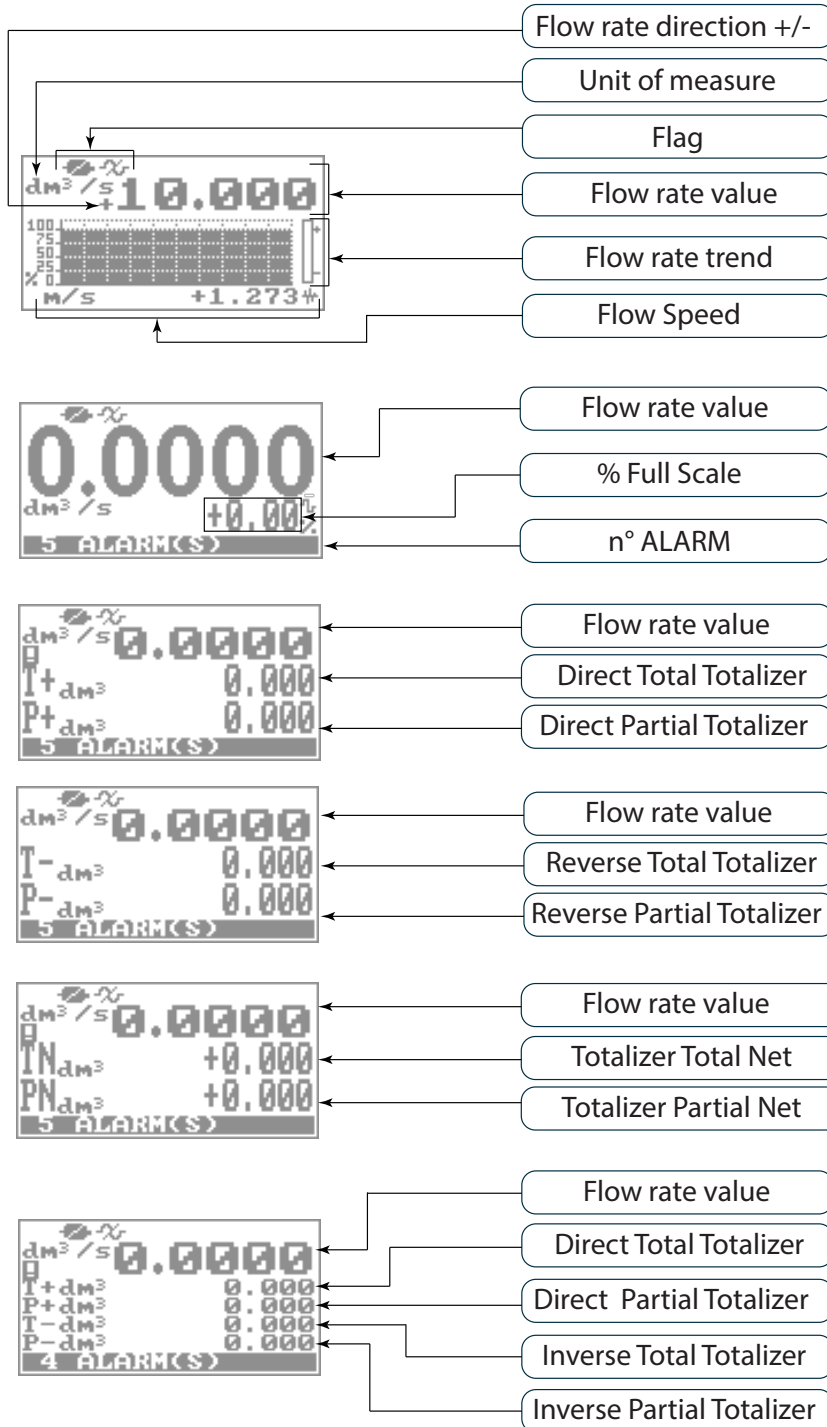 Flow rate direction +/-
Unit of measure
Flag
dm³/s +10.000
Flow rate value
100
75
50
25
% 0
+
-
Flow rate trend
m/s +1.273
Flow Speed
0.0000
Flow rate value
dm³/s +0.00 %
% Full Scale
5 ALARM(S)
n° ALARM
dm³/s 0.0000
Flow rate value
T+ dm³ 0.000
Direct Total Totalizer
P+ dm³ 0.000
Direct Partial Totalizer
5 ALARM(S)
dm³/s 0.0000
Flow rate value
T- dm³ 0.000
Reverse Total Totalizer
P- dm³ 0.000
Reverse Partial Totalizer
5 ALARM(S)
dm³/s 0.0000
Flow rate value
TN dm³ +0.000
Totalizer Total Net
PN dm³ +0.000
Totalizer Partial Net
5 ALARM(S)
Flow rate value
dm³/s 0.0000
Direct Total Totalizer
T+dm³ 0.000
P+dm³ 0.000
Direct Partial Totalizer
T-dm³ 0.000
P-dm³ 0.000
Inverse Total Totalizer
4 ALARM(S)
Inverse Partial Totalizer